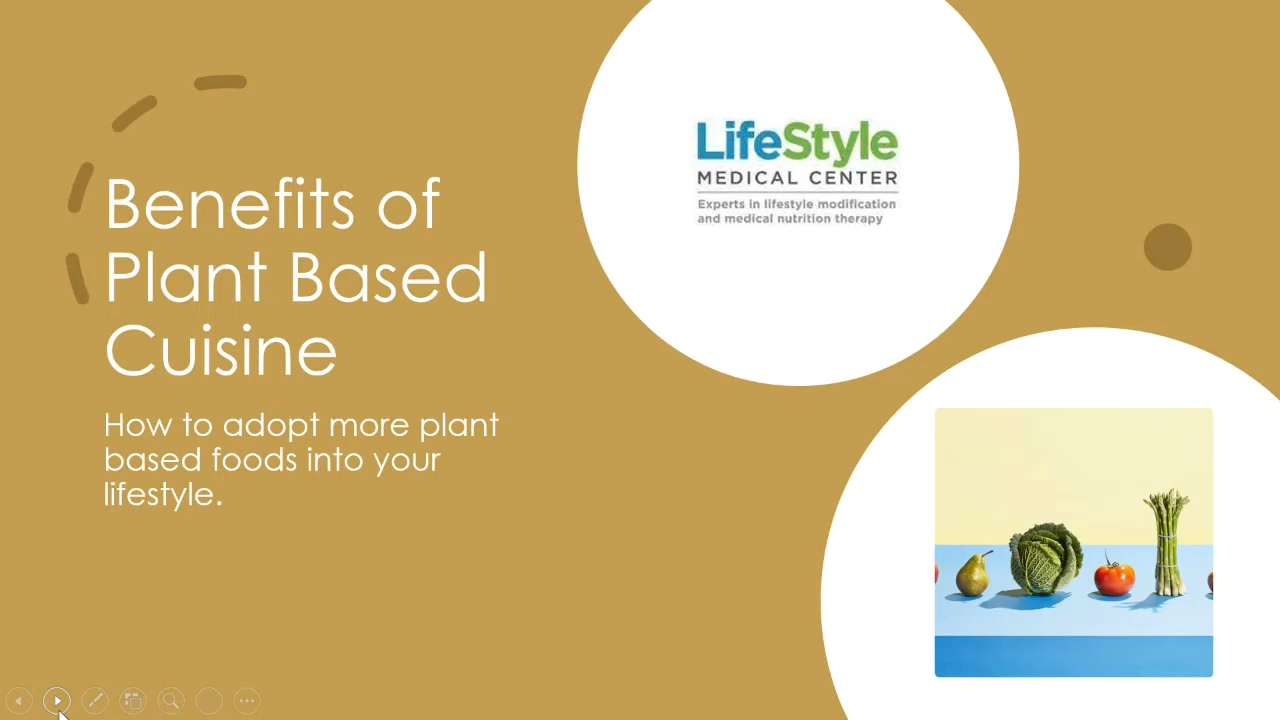 Benefits of
Plant Based
Cuisine
How to adopt more plant
based foods into your
lifestyle.
LifeStyle
MEDICAL CENTER
Experts in lifestyle modification
and medical nutrition therapy